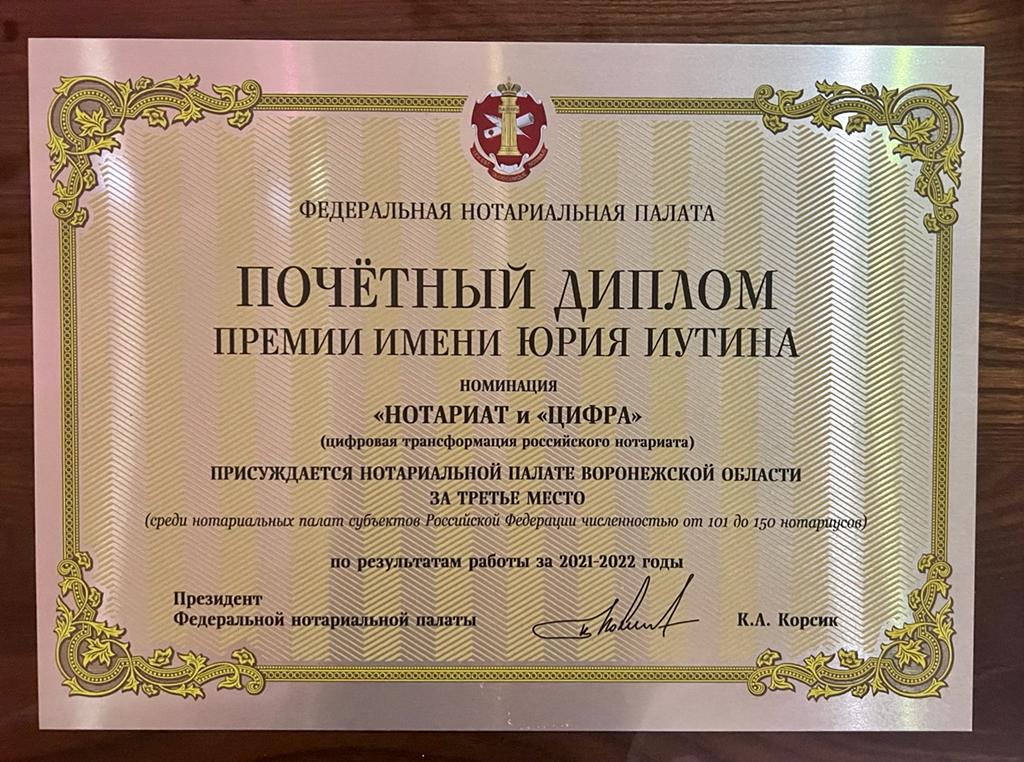 ФЕДЕРАЛЬНАЯ НОТАРИАЛЬНАЯ ПАЛАТА
ПОЧЁТНЫЙ ДИПЛОМ
ПРЕМИИ ИМЕНИ ЮРИЯ ИУТИНА
НОМИНАЦИЯ
«НОТАРИАТ и «ЦИФРА»
(цифровая трансформация российского нотариата)
ПРИСУЖДАЕТСЯ НОТАРИАЛЬНОЙ ПАЛАТЕ ВОРОНЕЖСКОЙ ОБЛАСТИ
ЗА ТРЕТЬЕ МЕСТО
(среди нотариальных палат субъектов Российской Федерации численностью от 101 до 150 нотариусов)
по результатам работы за 2021-2022 годы
Президент
Федеральной нотариальной палаты К.А. Корсик